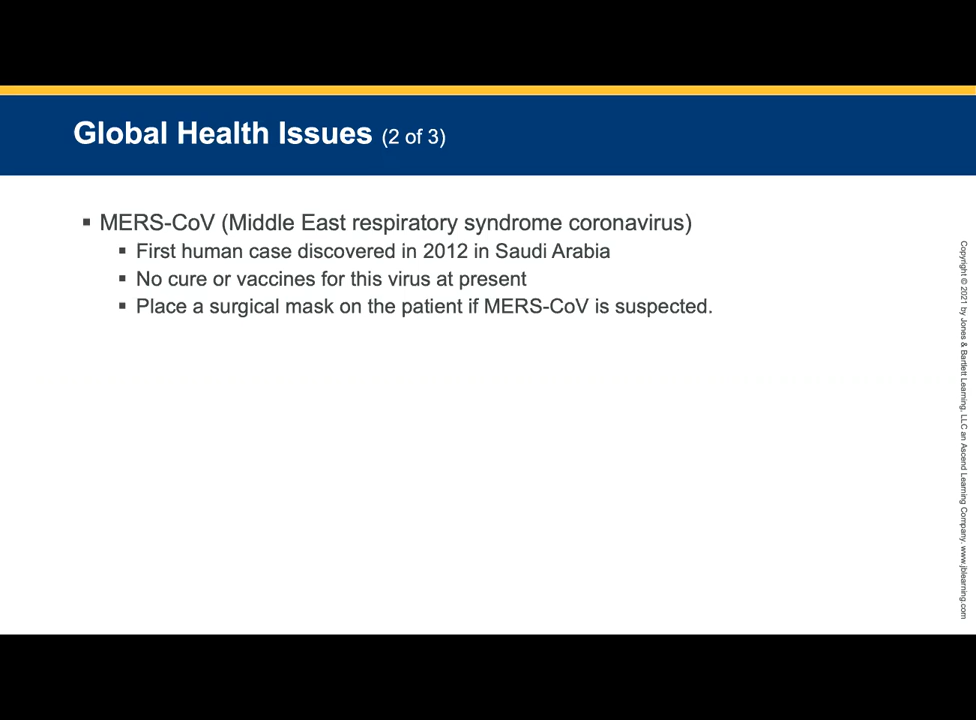 Global Health Issues (2 of 3)
▪ MERS-CoV (Middle East respiratory syndrome coronavirus)
▪ First human case discovered in 2012 in Saudi Arabia
▪ No cure or vaccines for this virus at present
▪ Place a surgical mask on the patient if MERS-CoV is suspected.
Copyright © 2021 by Jones & Bartlett Learning, LLC an Ascend Learning Company. www.jblearning.com